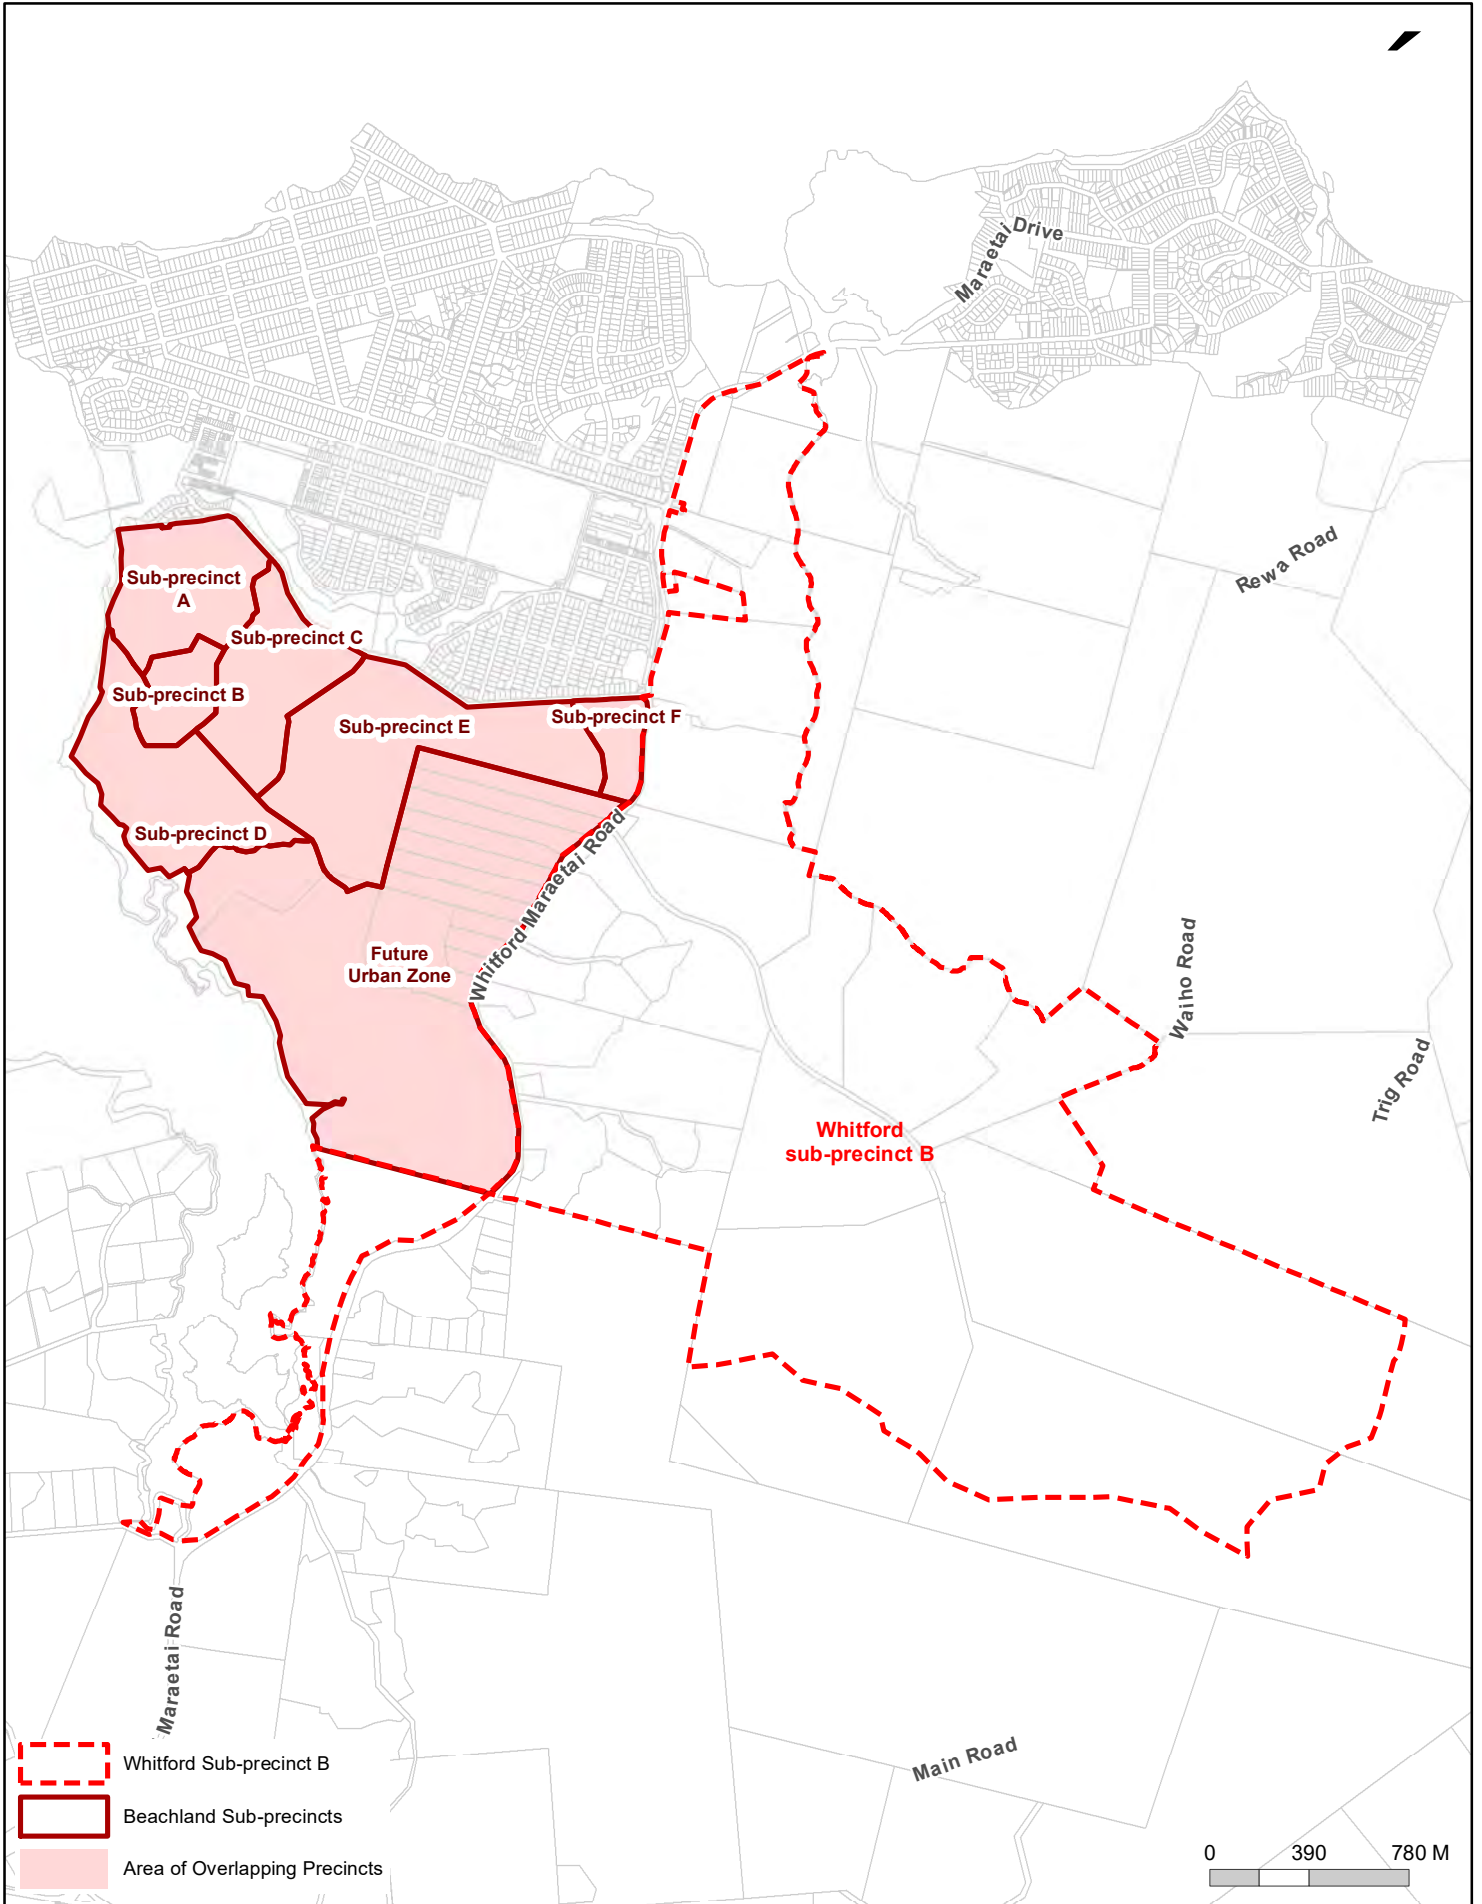 Maraetai Drive
Rewa Road
Sub-precinct
A
Sub-precinct C
Sub-precinct B
Sub-precinct E
Sub-precinct F
Sub-precinct D
Whitford Maraetai Road
Future
Urban Zone
Waiho Road
Trig Road
Whitford
sub-precinct B
Maraetai Road
Main Road
Whitford Sub-precinct B
Beachland Sub-precincts
Area of Overlapping Precincts
0 390 780 M